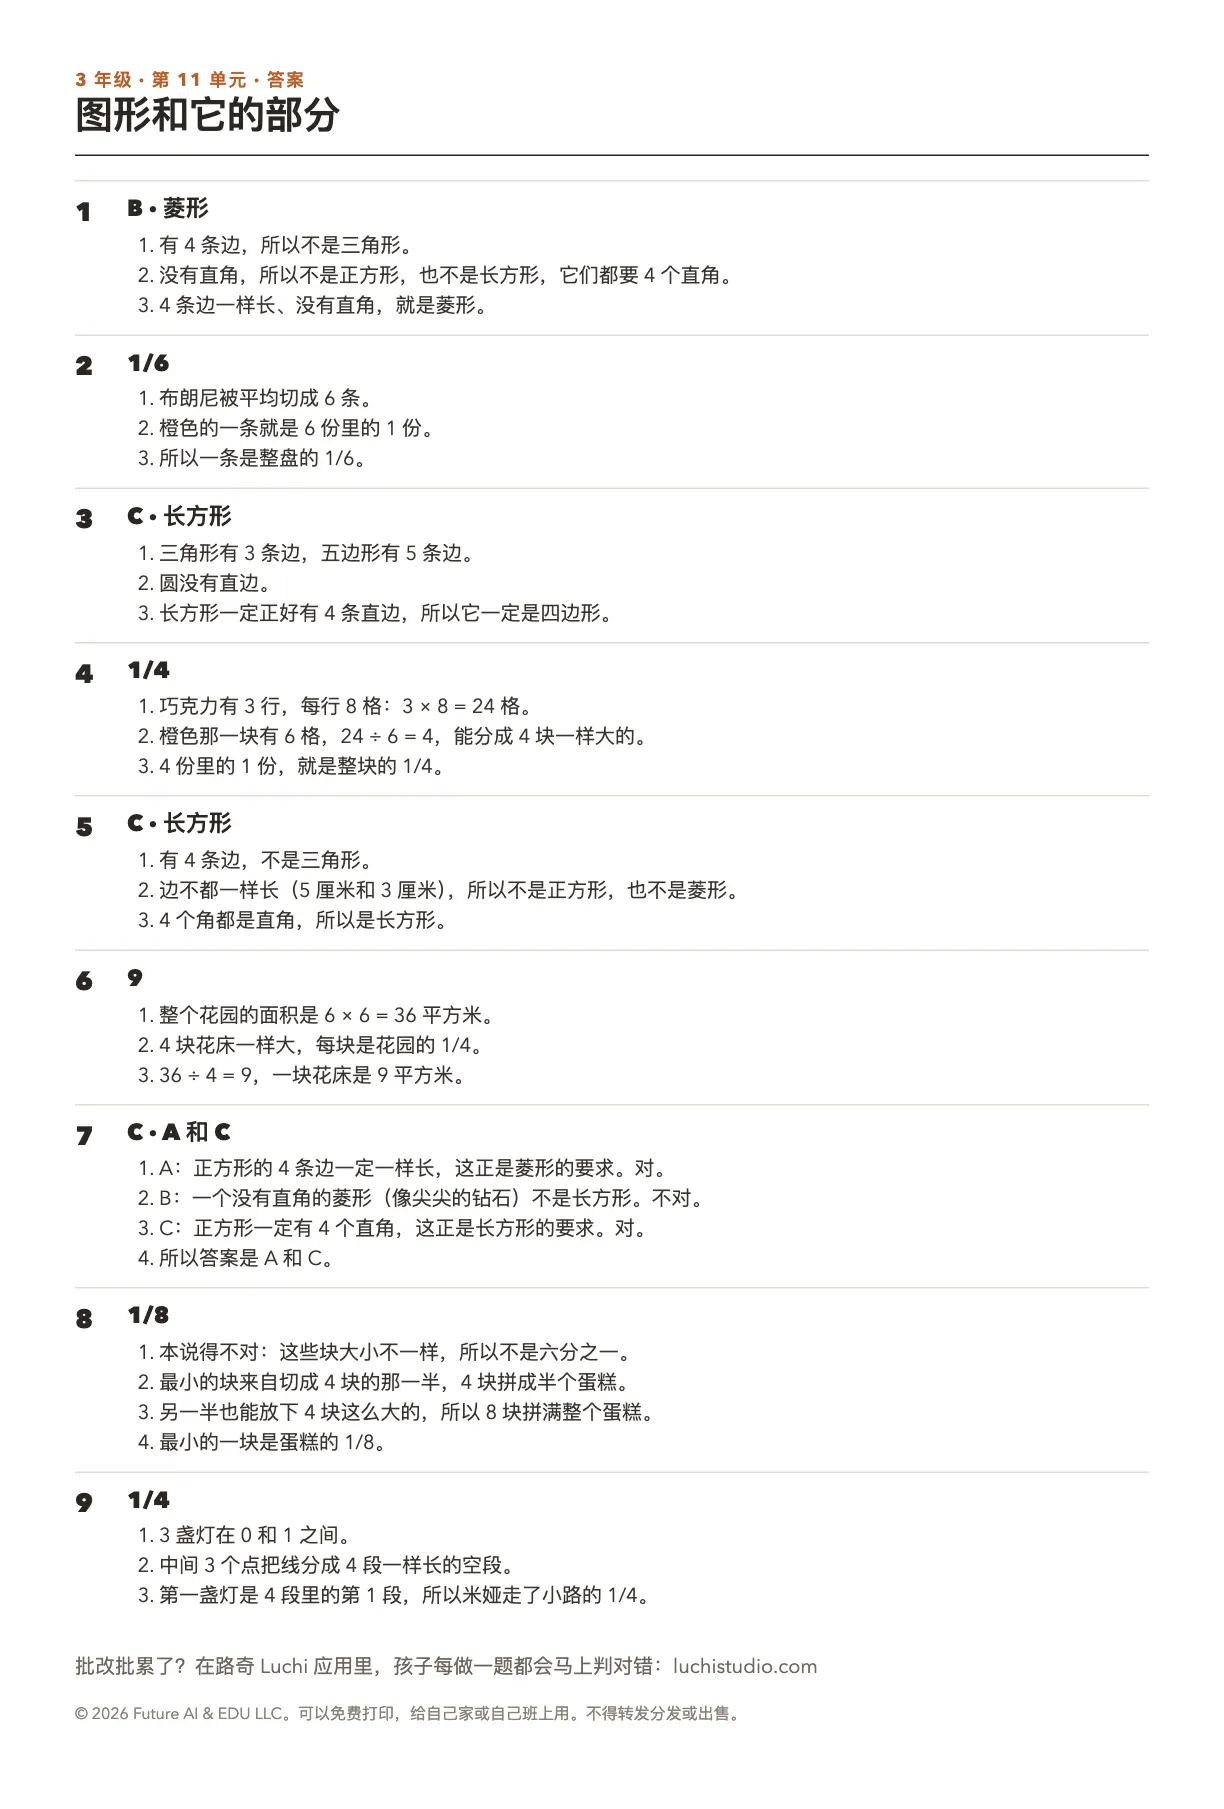 3 年级 · 第 11 单元 · 答案
图形和它的部分
1 B · 菱形
1. 有 4 条边，所以不是三角形。
2. 没有直角，所以不是正方形，也不是长方形，它们都要 4 个直角。
3. 4 条边一样长、没有直角，就是菱形。
2 1/6
1. 布朗尼被平均切成 6 条。
2. 橙色的一条就是 6 份里的 1 份。
3. 所以一条是整盘的 1/6。
3 C · 长方形
1. 三角形有 3 条边，五边形有 5 条边。
2. 圆没有直边。
3. 长方形一定正好有 4 条直边，所以它一定是四边形。
4 1/4
1. 巧克力有 3 行，每行 8 格：3 × 8 = 24 格。
2. 橙色那一块有 6 格，24 ÷ 6 = 4，能分成 4 块一样大的。
3. 4 份里的 1 份，就是整块的 1/4。
5 C · 长方形
1. 有 4 条边，不是三角形。
2. 边不都一样长（5 厘米和 3 厘米），所以不是正方形，也不是菱形。
3. 4 个角都是直角，所以是长方形。
6 9
1. 整个花园的面积是 6 × 6 = 36 平方米。
2. 4 块花床一样大，每块是花园的 1/4。
3. 36 ÷ 4 = 9，一块花床是 9 平方米。
7 C · A 和 C
1. A：正方形的 4 条边一定一样长，这正是菱形的要求。对。
2. B：一个没有直角的菱形（像尖尖的钻石）不是长方形。不对。
3. C：正方形一定有 4 个直角，这正是长方形的要求。对。
4. 所以答案是 A 和 C。
8 1/8
1. 本说得不对：这些块大小不一样，所以不是六分之一。
2. 最小的块来自切成 4 块的那一半，4 块拼成半个蛋糕。
3. 另一半也能放下 4 块这么大的，所以 8 块拼满整个蛋糕。
4. 最小的一块是蛋糕的 1/8。
9 1/4
1. 3 盏灯在 0 和 1 之间。
2. 中间 3 个点把线分成 4 段一样长的空段。
3. 第一盏灯是 4 段里的第 1 段，所以米娅走了小路的 1/4。
批改批累了？在路奇 Luchi 应用里，孩子每做一题都会马上判对错：luchistudio.com
© 2026 Future AI & EDU LLC。可以免费打印，给自己家或自己班上用。不得转发分发或出售。